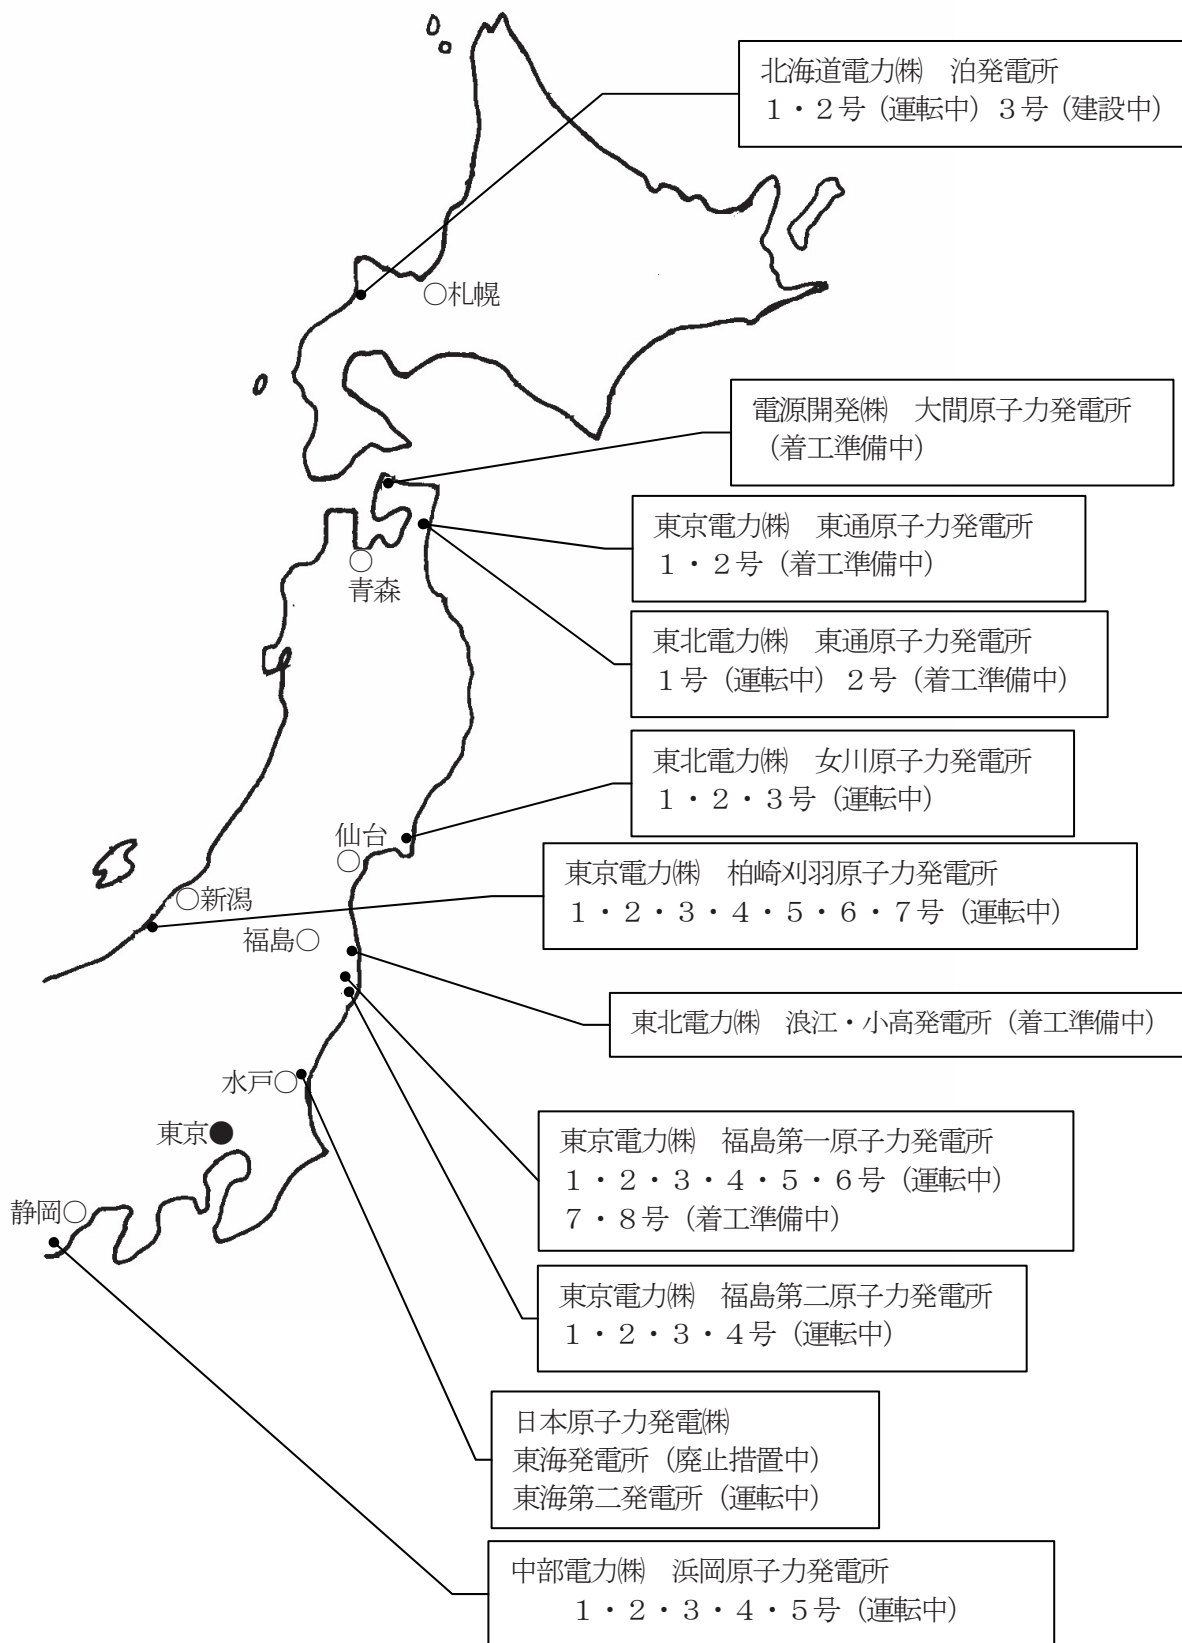 北海道電力㈱　泊発電所
１・２号（運転中）３号（建設中）
○札幌
電源開発㈱　大間原子力発電所
（着工準備中）
東京電力㈱　東通原子力発電所
１・２号（着工準備中）
○
青森
東北電力㈱　東通原子力発電所
１号（運転中）２号（着工準備中）
東北電力㈱　女川原子力発電所
１・２・３号（運転中）
仙台
○
東京電力㈱　柏崎刈羽原子力発電所
１・２・３・４・５・６・７号（運転中）
○新潟
福島○
東北電力㈱　浪江・小高発電所（着工準備中）
水戸○
東京●
東京電力㈱　福島第一原子力発電所
１・２・３・４・５・６号（運転中）
７・８号（着工準備中）
静岡○
東京電力㈱　福島第二原子力発電所
１・２・３・４号（運転中）
日本原子力発電㈱
東海発電所（廃止措置中）
東海第二発電所（運転中）
中部電力㈱　浜岡原子力発電所
１・２・３・４・５号（運転中）